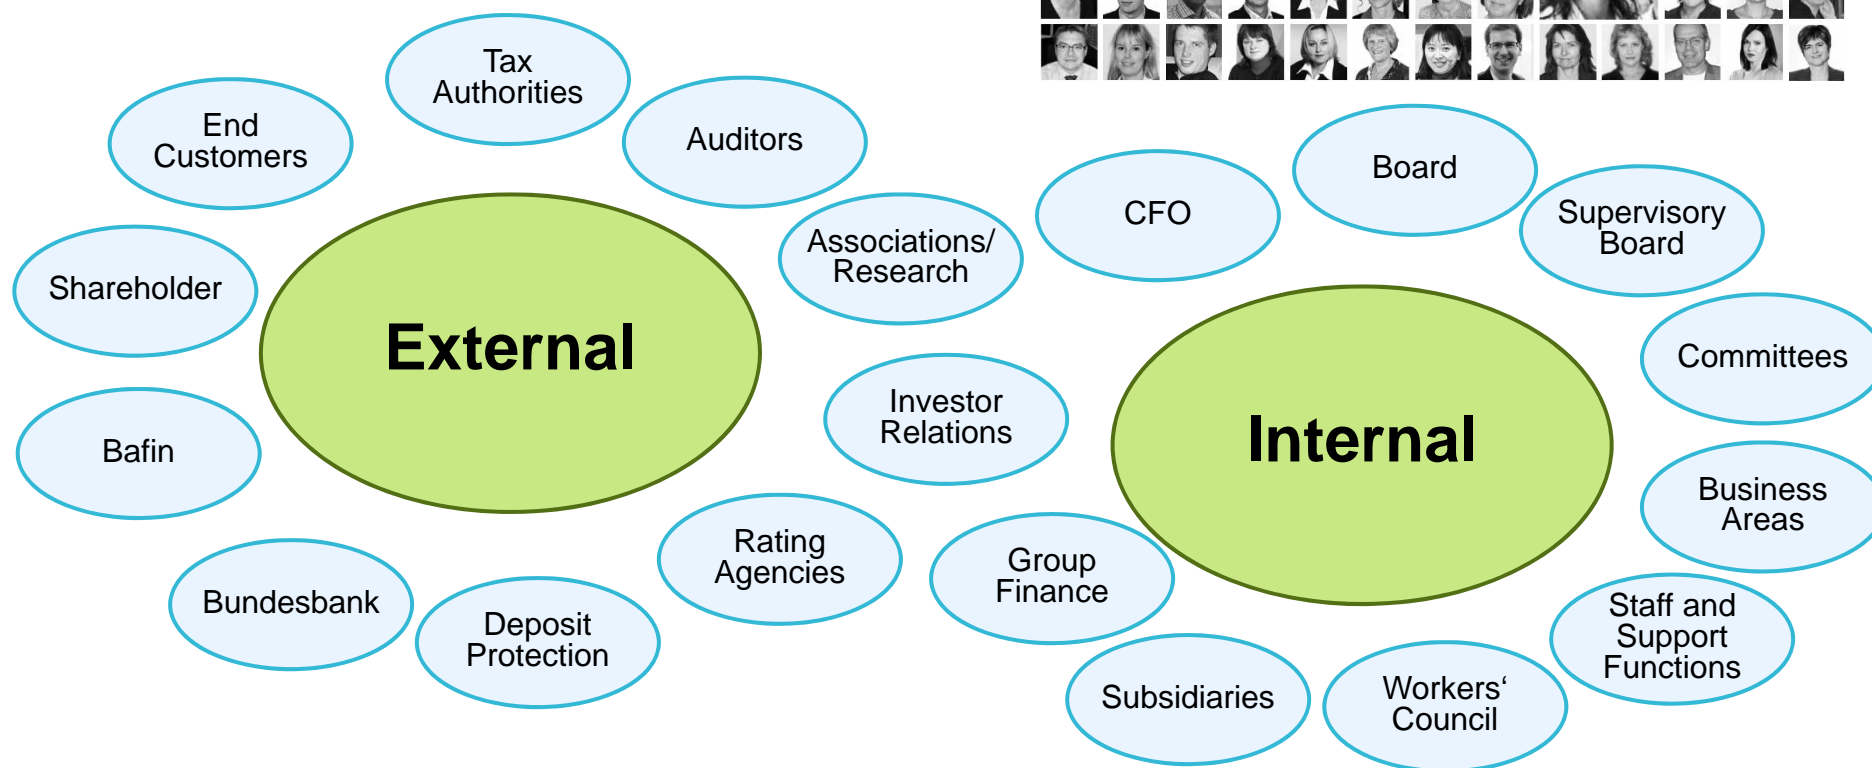 Tax
Authorities
End
Customers
Auditors
Shareholder
Associations/
Research
External
Bafin
Investor
Relations
Rating
Agencies
Bundesbank
Deposit
Protection
CFO
Board
Supervisory
Board
Committees
Internal
Business
Areas
Group
Finance
Staff and
Support
Functions
Subsidiaries
Workers‘
Council